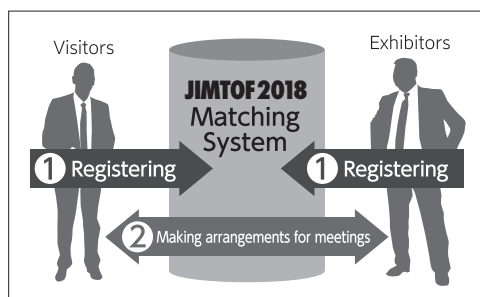 Visitors
Exhibitors
JIMTOF2018
Matching
System
1 Registering
1 Registering
2 Making arrangements for meetings